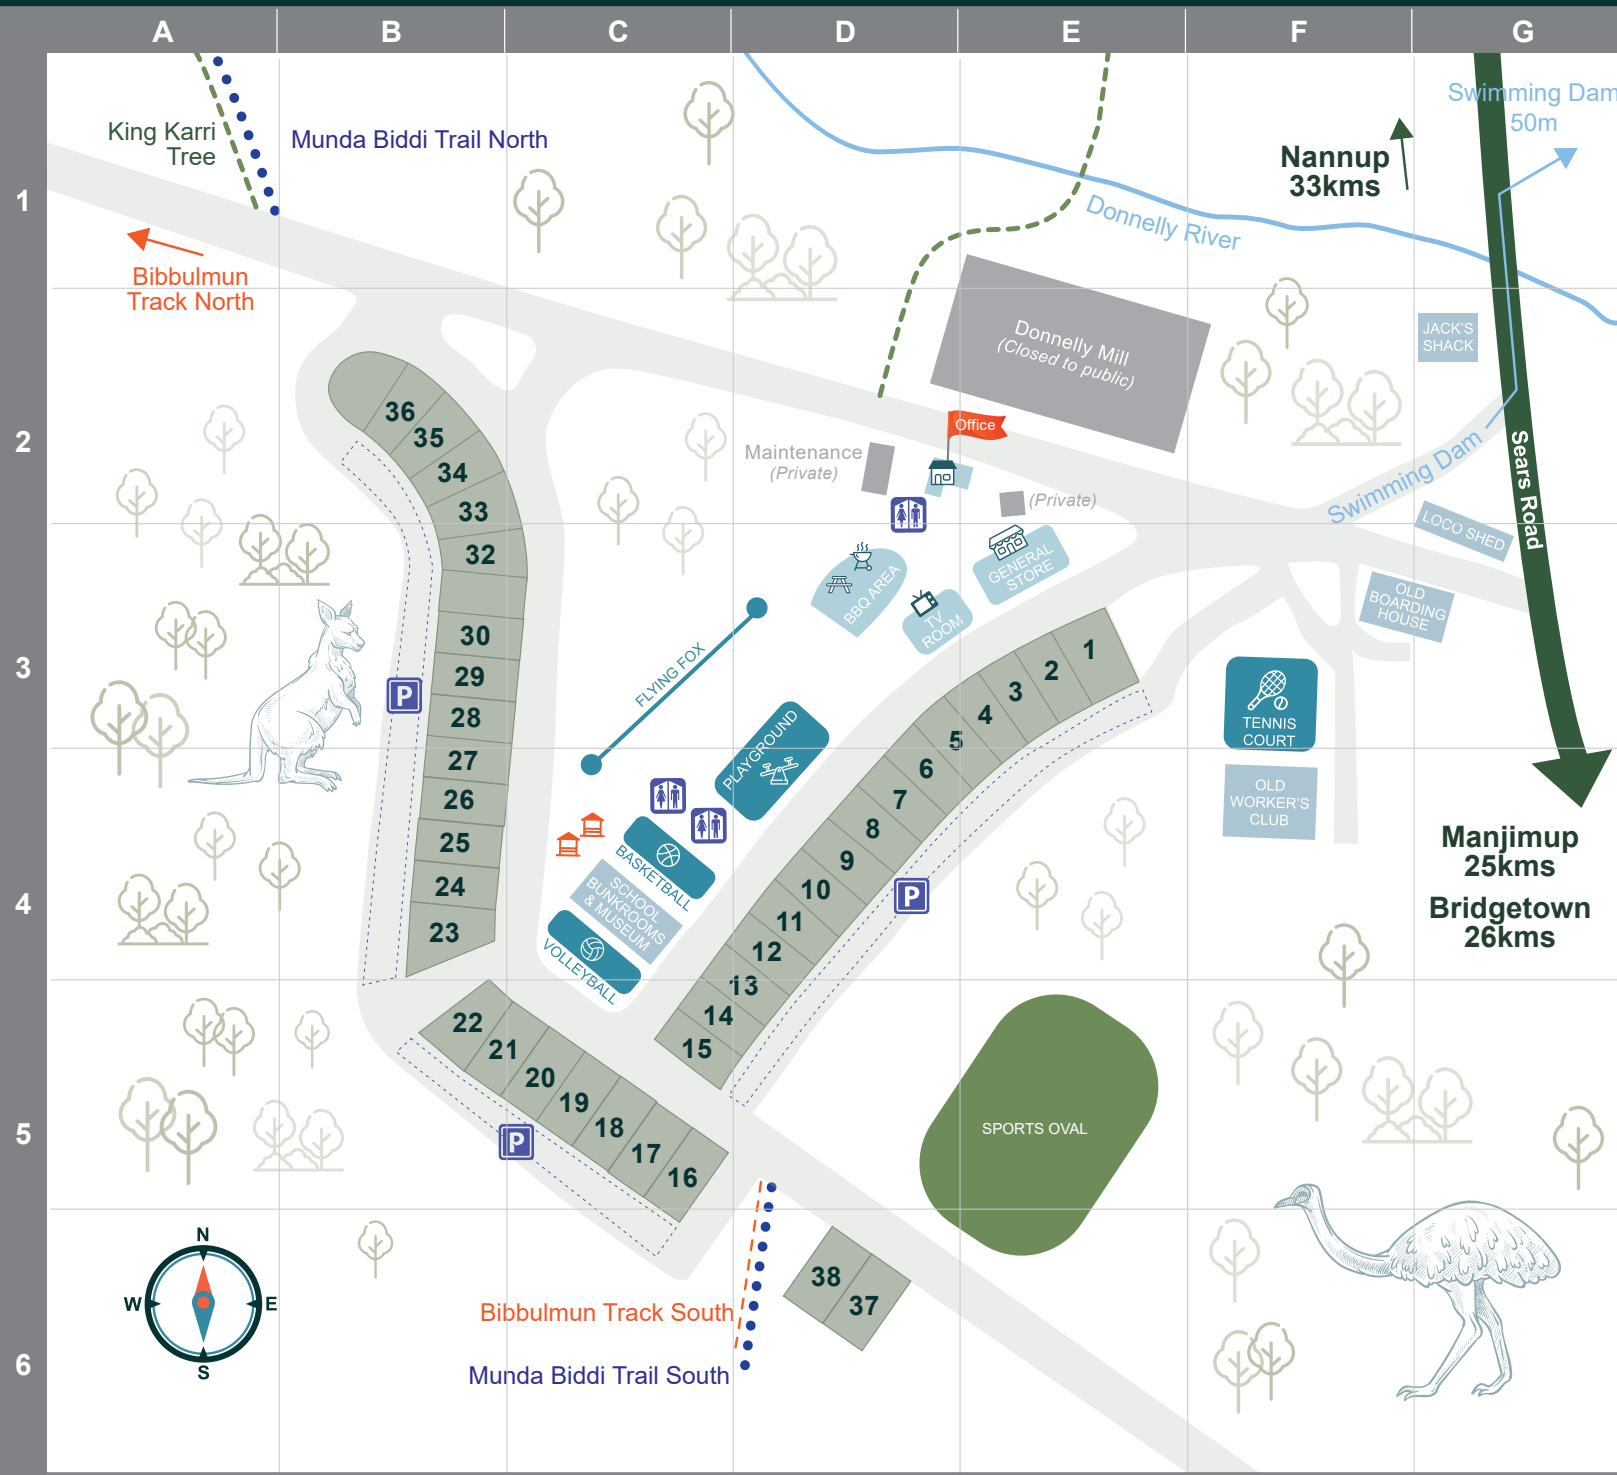 A
B
C
D
E
F
G
1
2
3
4
5
6
King Karri
Tree
Munda Biddi Trail North
Bibbulmun
Track North
Donnelly River
Nannup
33kms
Swimming Dam
50m
Donnelly Mill
(Closed to public)
JACK'S
SHACK
Office
Maintenance
(Private)
(Private)
Swimming Dam
Sears Road
LOCO SHED
OLD
BOARDING
HOUSE
GENERAL
STORE
BBQ AREA
TV
ROOM
FLYING FOX
PLAYGROUND
TENNIS
COURT
OLD
WORKER'S
CLUB
BASKETBALL
SCHOOL
BUNKROOMS
& MUSEUM
VOLLEYBALL
Manjimup
25kms
Bridgetown
26kms
36
35
34
33
32
30
29
28
27
26
25
24
23
P
1
2
3
4
5
6
7
8
9
10
11
12
13
14
15
P
22
21
20
19
18
17
16
P
SPORTS OVAL
38
37
Bibbulmun Track South
Munda Biddi Trail South
N
W
E
S